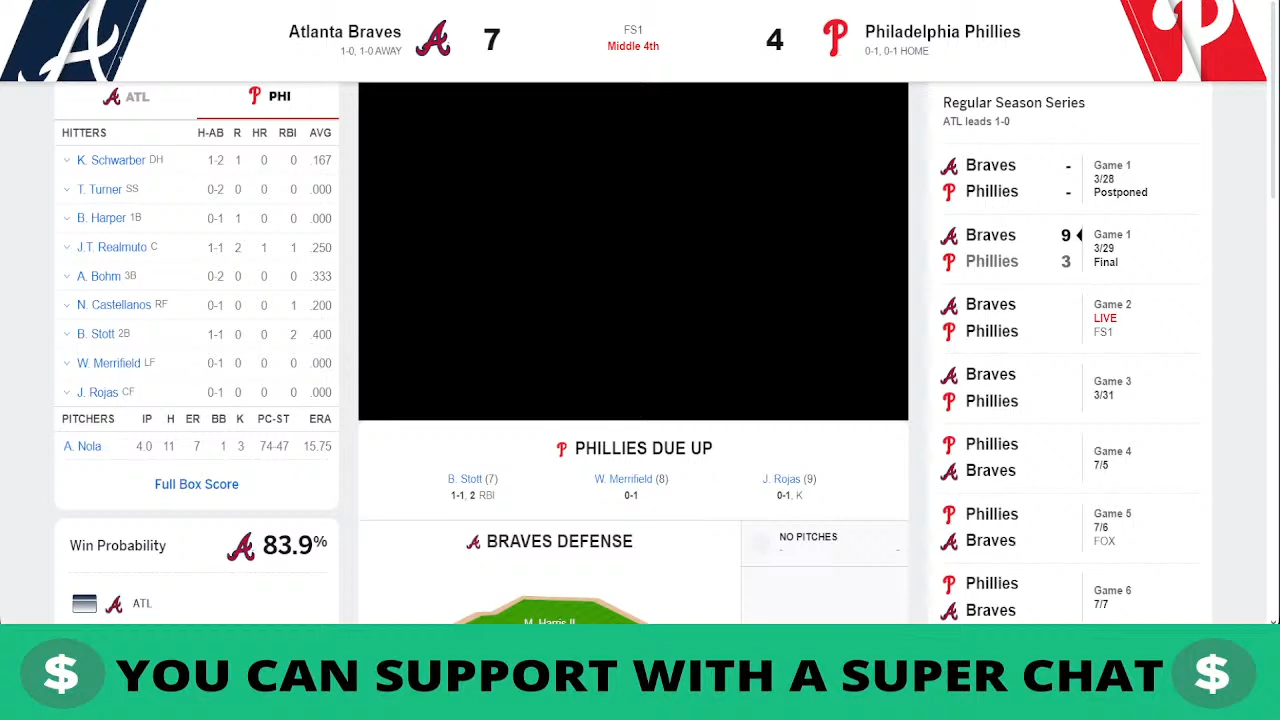 Atlanta Braves
1-0, 1-0 AWAY
7
FS1
Middle 4th
4
Philadelphia Phillies
0-1, 0-1 HOME
ATL PHI
HITTERS H-AB R HR RBI AVG
K. Schwarber DH 1-2 1 0 0 .167
T. Turner SS 0-2 0 0 0 .000
B. Harper 1B 0-1 1 0 0 .000
J.T. Realmuto C 1-1 2 1 1 .250
A. Bohm 3B 0-2 0 0 0 .333
N. Castellanos RF 0-1 0 0 1 .200
B. Stott 2B 1-1 0 0 2 .400
W. Merrifield LF 0-1 0 0 0 .000
J. Rojas CF 0-1 0 0 0 .000
PITCHERS IP H ER BB K PC-ST ERA
A. Nola 4.0 11 7 1 3 74-47 15.75
Full Box Score
Win Probability 83.9%
ATL
PHILLIES DUE UP
B. Stott (7) W. Merrifield (8) J. Rojas (9)
1-1, 2 RBI 0-1 0-1, K
BRAVES DEFENSE
M. Harris II
NO PITCHES
- -
Regular Season Series
ATL leads 1-0
Braves -
Phillies -
Game 1
3/28
Postponed
Braves 9
Phillies 3
Game 1
3/29
Final
Braves
Phillies
Game 2
LIVE
FS1
Braves
Phillies
Game 3
3/31
Phillies
Braves
Game 4
7/5
Phillies
Braves
Game 5
7/6
FOX
Phillies
Braves
Game 6
7/7
$ YOU CAN SUPPORT WITH A SUPER CHAT $